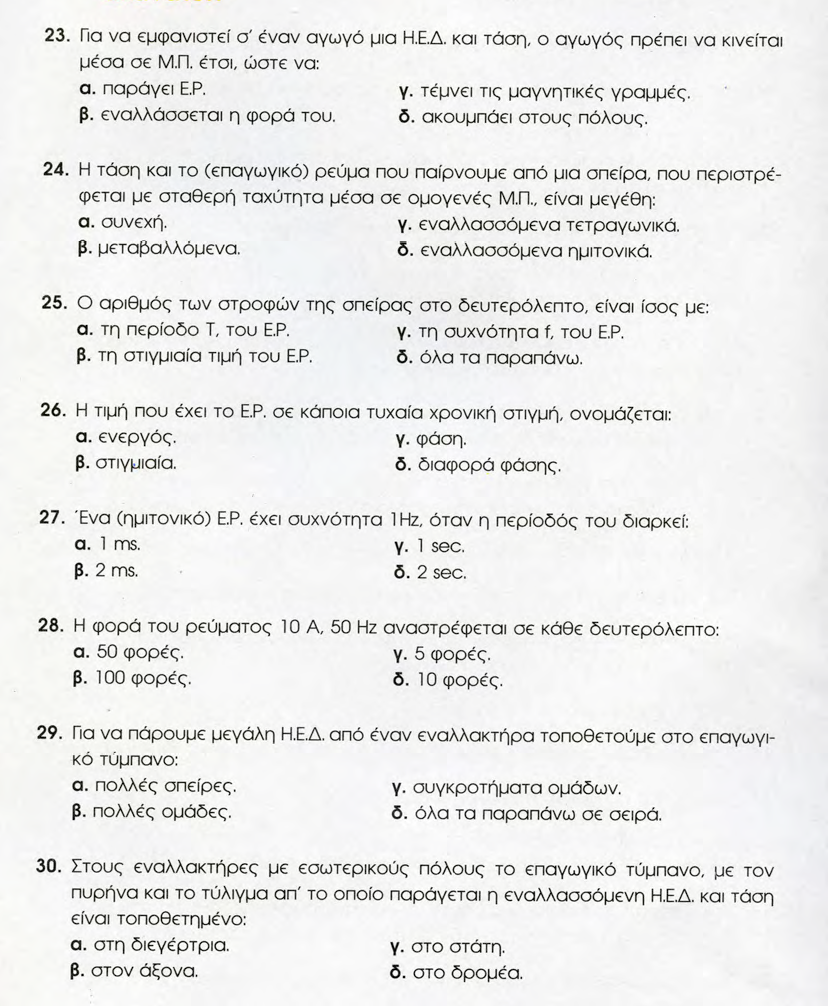 23. Για να εμφανιστεί σ' έναν αγωγό μια Η.Ε.Δ. και τάση, ο αγωγός πρέπει να κινείται
μέσα σε Μ.Π. έτσι, ώστε να:
α. παράγει Ε.Ρ. γ. τέμνει τις μαγνητικές γραμμές.
β. εναλλάσσεται η φορά του. δ. ακουμπάει στους πόλους.
24. Η τάση και το (επαγωγικό) ρεύμα που παίρνουμε από μια σπείρα, που περιστρέ-
φεται με σταθερή ταχύτητα μέσα σε ομογενές Μ.Π., είναι μεγέθη:
α. συνεχή. γ. εναλλασσόμενα τετραγωνικά.
β. μεταβαλλόμενα. δ. εναλλασσόμενα ημιτονικά.
25. Ο αριθμός των στροφών της σπείρας στο δευτερόλεπτο, είναι ίσος με:
α. τη περίοδο Τ, του Ε.Ρ. γ. τη συχνότητα f, του Ε.Ρ.
β. τη στιγμιαία τιμή του Ε.Ρ. δ. όλα τα παραπάνω.
26. Η τιμή που έχει το Ε.Ρ. σε κάποια τυχαία χρονική στιγμή, ονομάζεται:
α. ενεργός. γ. φάση.
β. στιγμιαία. δ. διαφορά φάσης.
27. Ένα (ημιτονικό) Ε.Ρ. έχει συχνότητα 1Hz, όταν η περίοδός του διαρκεί:
α. 1 ms. γ. 1 sec.
β. 2 ms. δ. 2 sec.
28. Η φορά του ρεύματος 10 Α, 50 Hz αναστρέφεται σε κάθε δευτερόλεπτο:
α. 50 φορές. γ. 5 φορές.
β. 100 φορές. δ. 10 φορές.
29. Για να πάρουμε μεγάλη Η.Ε.Δ. από έναν εναλλακτήρα τοποθετούμε στο επαγωγι-
κό τύμπανο:
α. πολλές σπείρες. γ. συγκροτήματα ομάδων.
β. πολλές ομάδες. δ. όλα τα παραπάνω σε σειρά.
30. Στους εναλλακτήρες με εσωτερικούς πόλους το επαγωγικό τύμπανο, με τον
πυρήνα και το τύλιγμα απ' το οποίο παράγεται η εναλλασσόμενη Η.Ε.Δ. και τάση
είναι τοποθετημένο:
α. στη διεγέρτρια. γ. στο στάτη.
β. στον άξονα. δ. στο δρομέα.